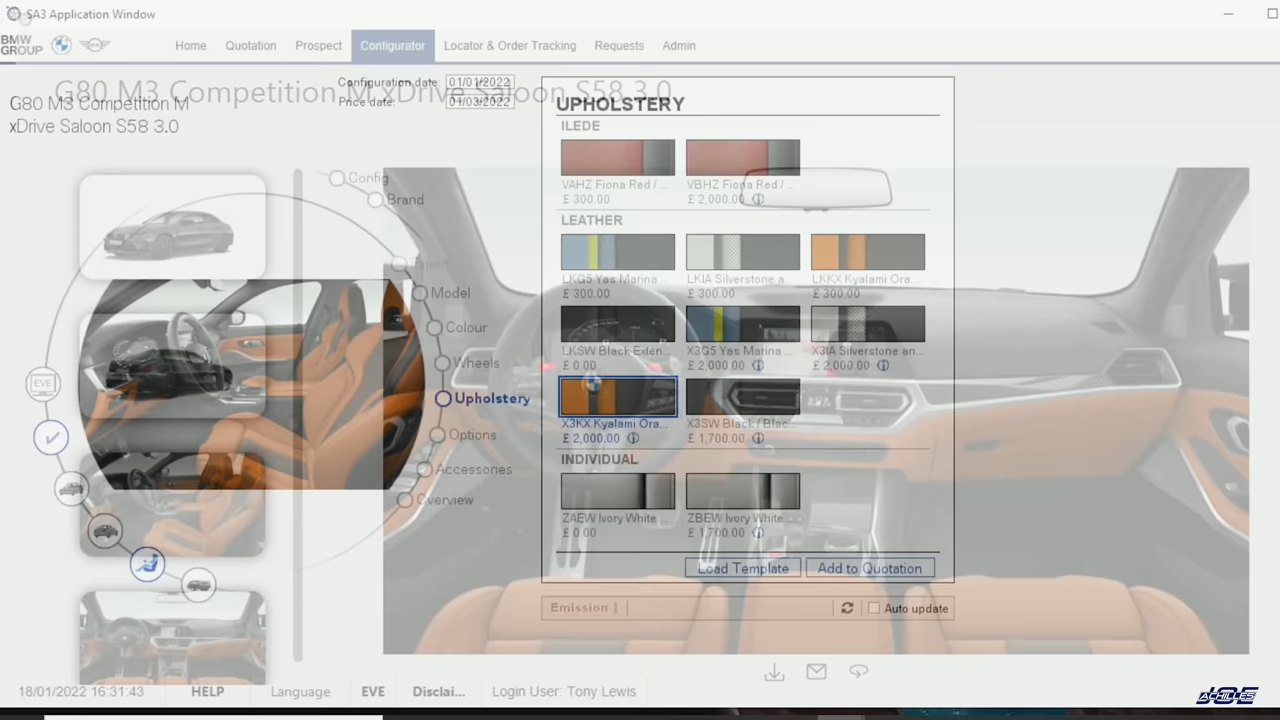 SA3 Application Window
BMW GROUP
Home Quotation Prospect Configurator Locator & Order Tracking Requests Admin
G80 M3 Competition M xDrive Saloon S58 3.0
Configuration date: 01/01/2022
Price date: 01/03/2022
G80 M3 Competition M
xDrive Saloon S58 3.0
Config
Brand
Model
Colour
Wheels
Upholstery
Options
Accessories
Overview
EVE
UPHOLSTERY
ILEDE
VAHZ Fiona Red / ... VBHZ Fiona Red / ...
£ 300.00 £ 2,000.00
LEATHER
LKG5 Yas Marina ... LKIA Silverstone a... LKKX Kyalami Ora...
£ 300.00 £ 300.00 £ 300.00
LKSW Black Exten... X3G5 Yas Marina ... X3IA Silverstone an...
£ 0.00 £ 2,000.00 £ 2,000.00
X3KX Kyalami Ora... X3SW Black / Blac...
£ 2,000.00 £ 1,700.00
INDIVIDUAL
ZAEW Ivory White ... ZBEW Ivory White ...
£ 0.00 £ 1,700.00
Load Template Add to Quotation
Emission Auto update
18/01/2022 16:31:43 HELP Language EVE Disclai... Login User: Tony Lewis
JOE ACHILLES